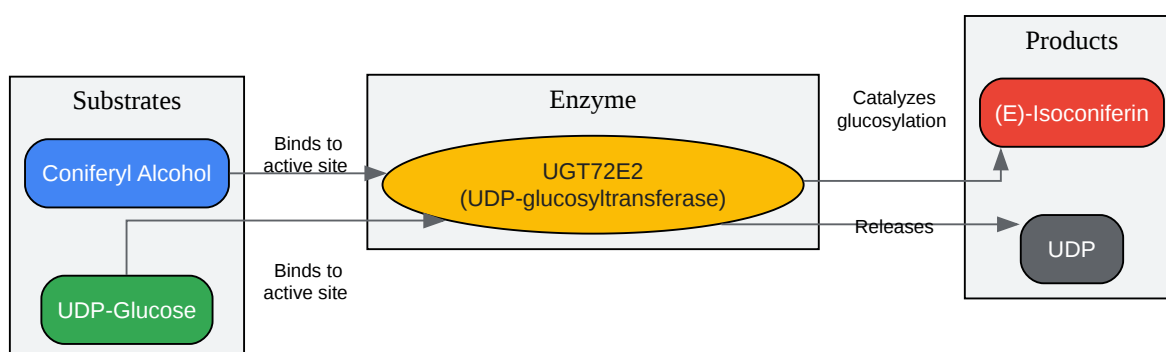 Substrates
Coniferyl Alcohol
UDP-Glucose
Binds to
active site
Binds to
active site
Enzyme
UGT72E2
(UDP-glucosyltransferase)
Catalyzes
glucosylation
Releases
Products
(E)-Isoconiferin
UDP